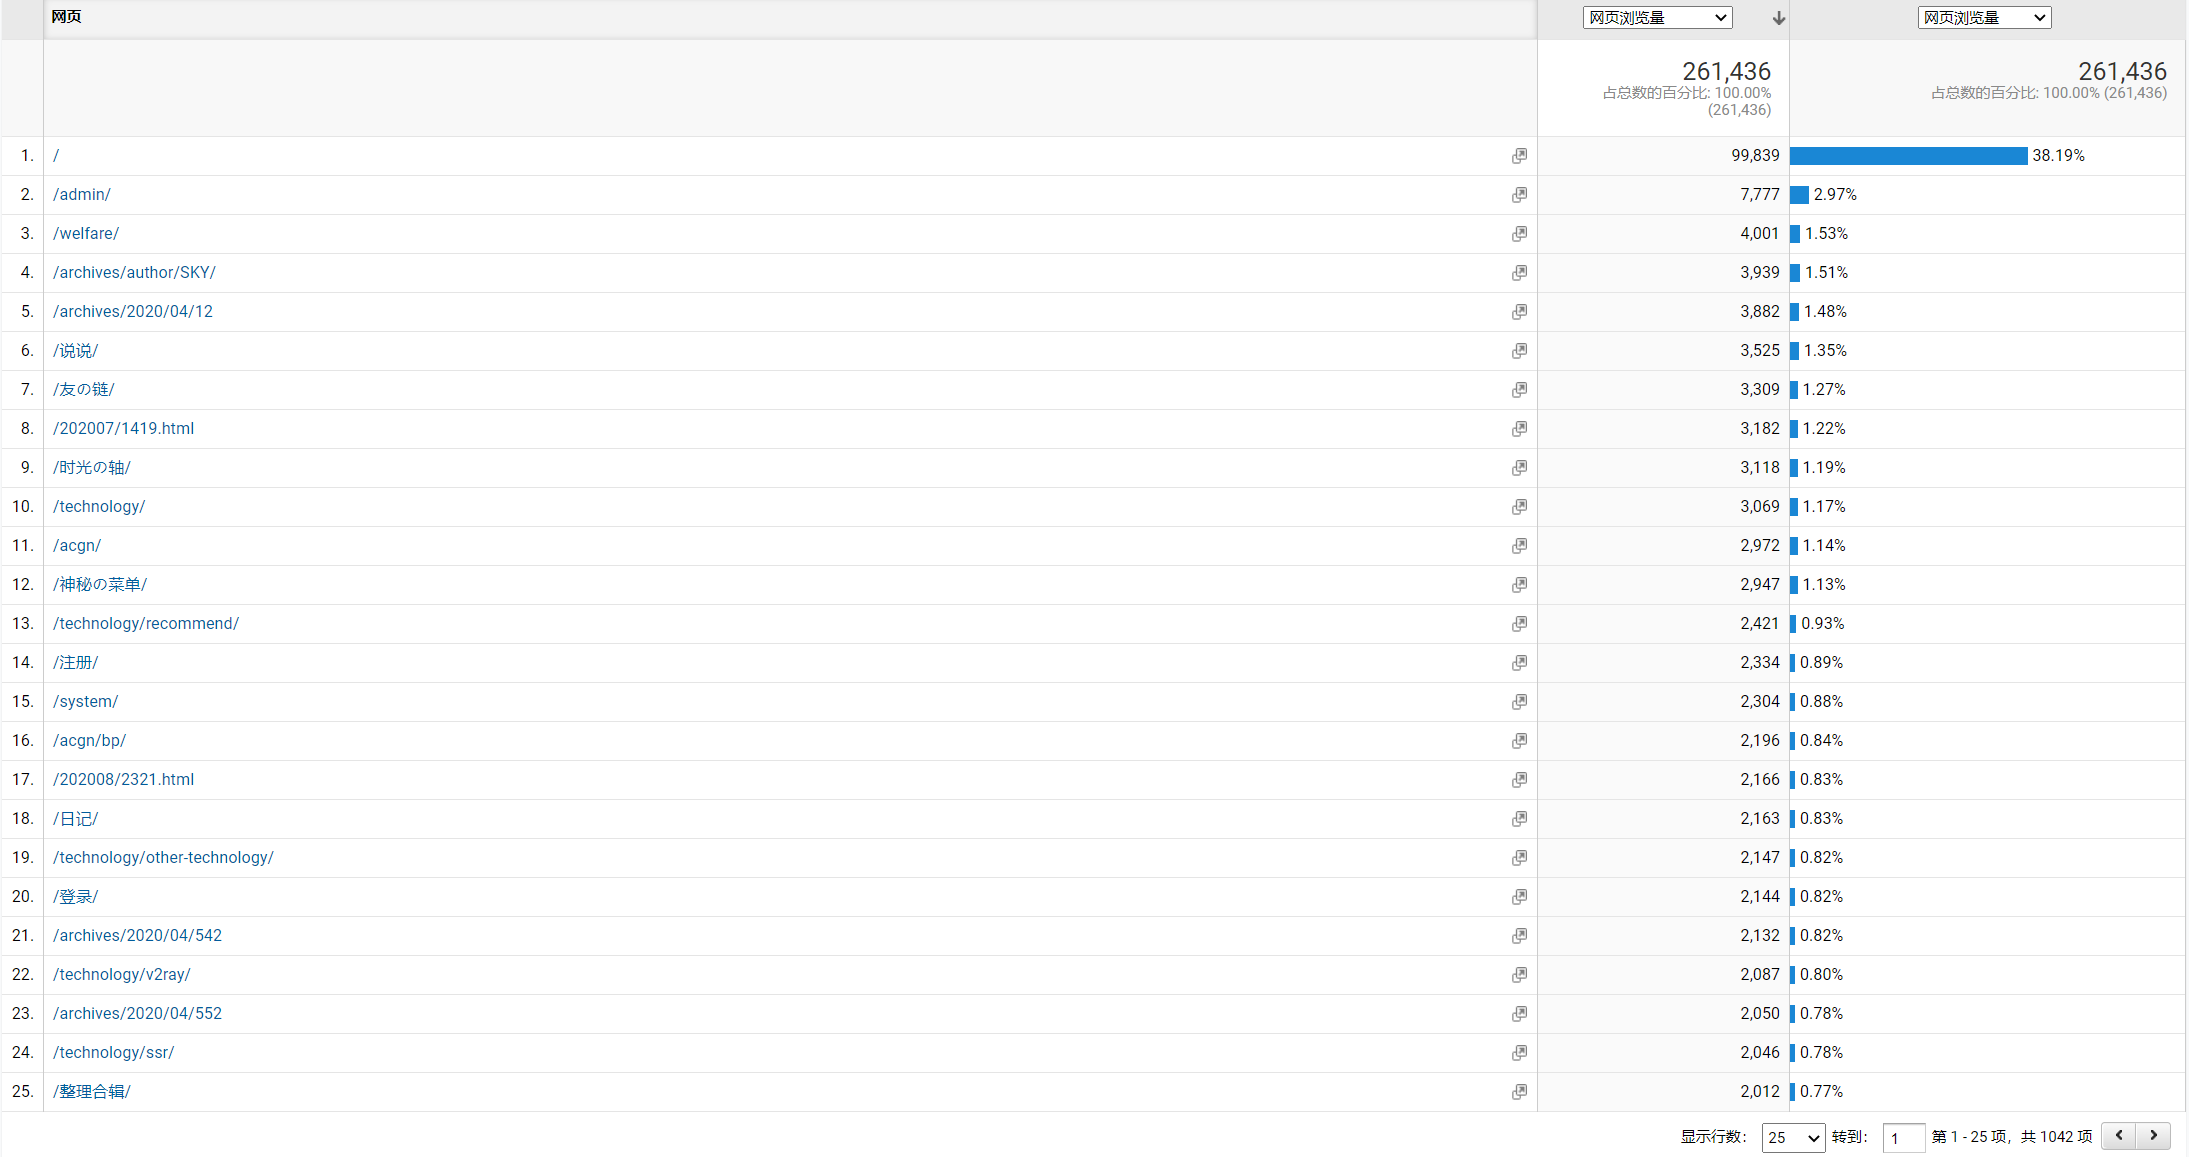 网页 网页浏览量 网页浏览量
261,436 261,436
占总数的百分比: 100.00% 占总数的百分比: 100.00% (261,436)
(261,436)
1. / 99,839 38.19%
2. /admin/ 7,777 2.97%
3. /welfare/ 4,001 1.53%
4. /archives/author/SKY/ 3,939 1.51%
5. /archives/2020/04/12 3,882 1.48%
6. /说说/ 3,525 1.35%
7. /友の链/ 3,309 1.27%
8. /202007/1419.html 3,182 1.22%
9. /时光の轴/ 3,118 1.19%
10. /technology/ 3,069 1.17%
11. /acgn/ 2,972 1.14%
12. /神秘の菜单/ 2,947 1.13%
13. /technology/recommend/ 2,421 0.93%
14. /注册/ 2,334 0.89%
15. /system/ 2,304 0.88%
16. /acgn/bp/ 2,196 0.84%
17. /202008/2321.html 2,166 0.83%
18. /日记/ 2,163 0.83%
19. /technology/other-technology/ 2,147 0.82%
20. /登录/ 2,144 0.82%
21. /archives/2020/04/542 2,132 0.82%
22. /technology/v2ray/ 2,087 0.80%
23. /archives/2020/04/552 2,050 0.78%
24. /technology/ssr/ 2,046 0.78%
25. /整理合辑/ 2,012 0.77%
显示行数： 25 转到： 1 第 1 - 25 项，共 1042 项